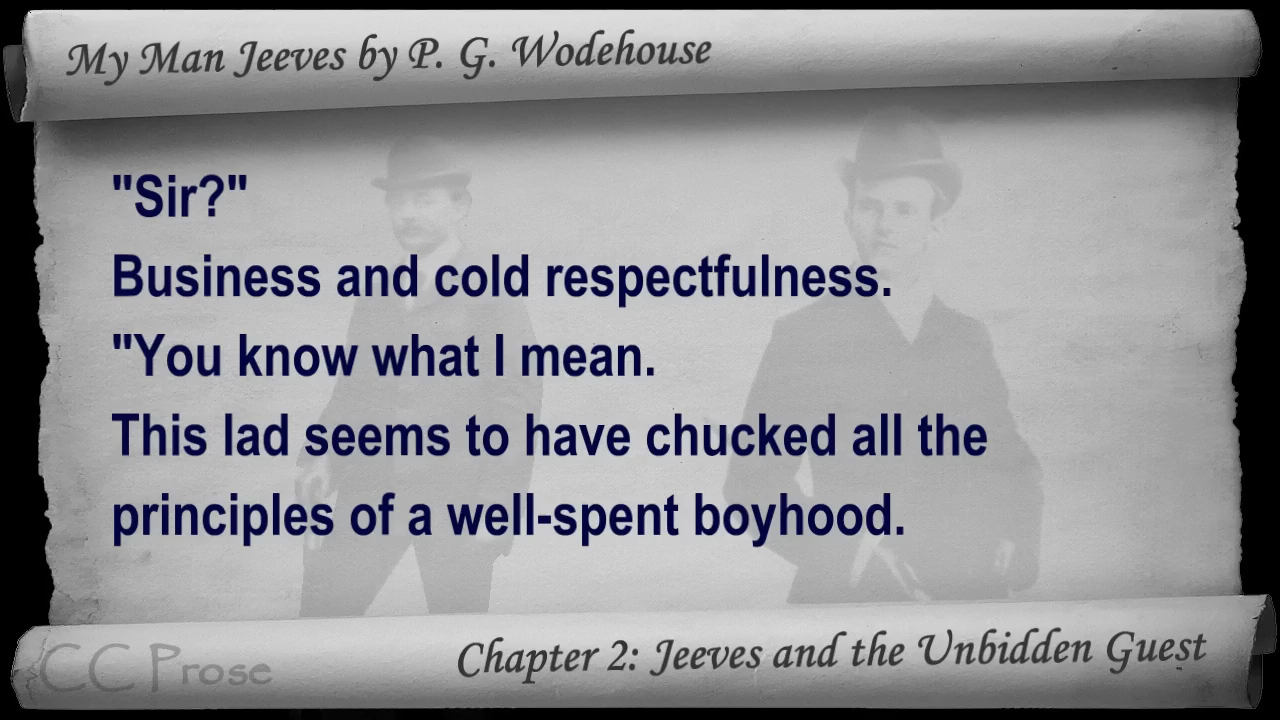 My Man Jeeves by P. G. Wodehouse
"Sir?"
Business and cold respectfulness.
"You know what I mean.
This lad seems to have chucked all the
principles of a well-spent boyhood.
CC Prose
Chapter 2: Jeeves and the Unbidden Guest